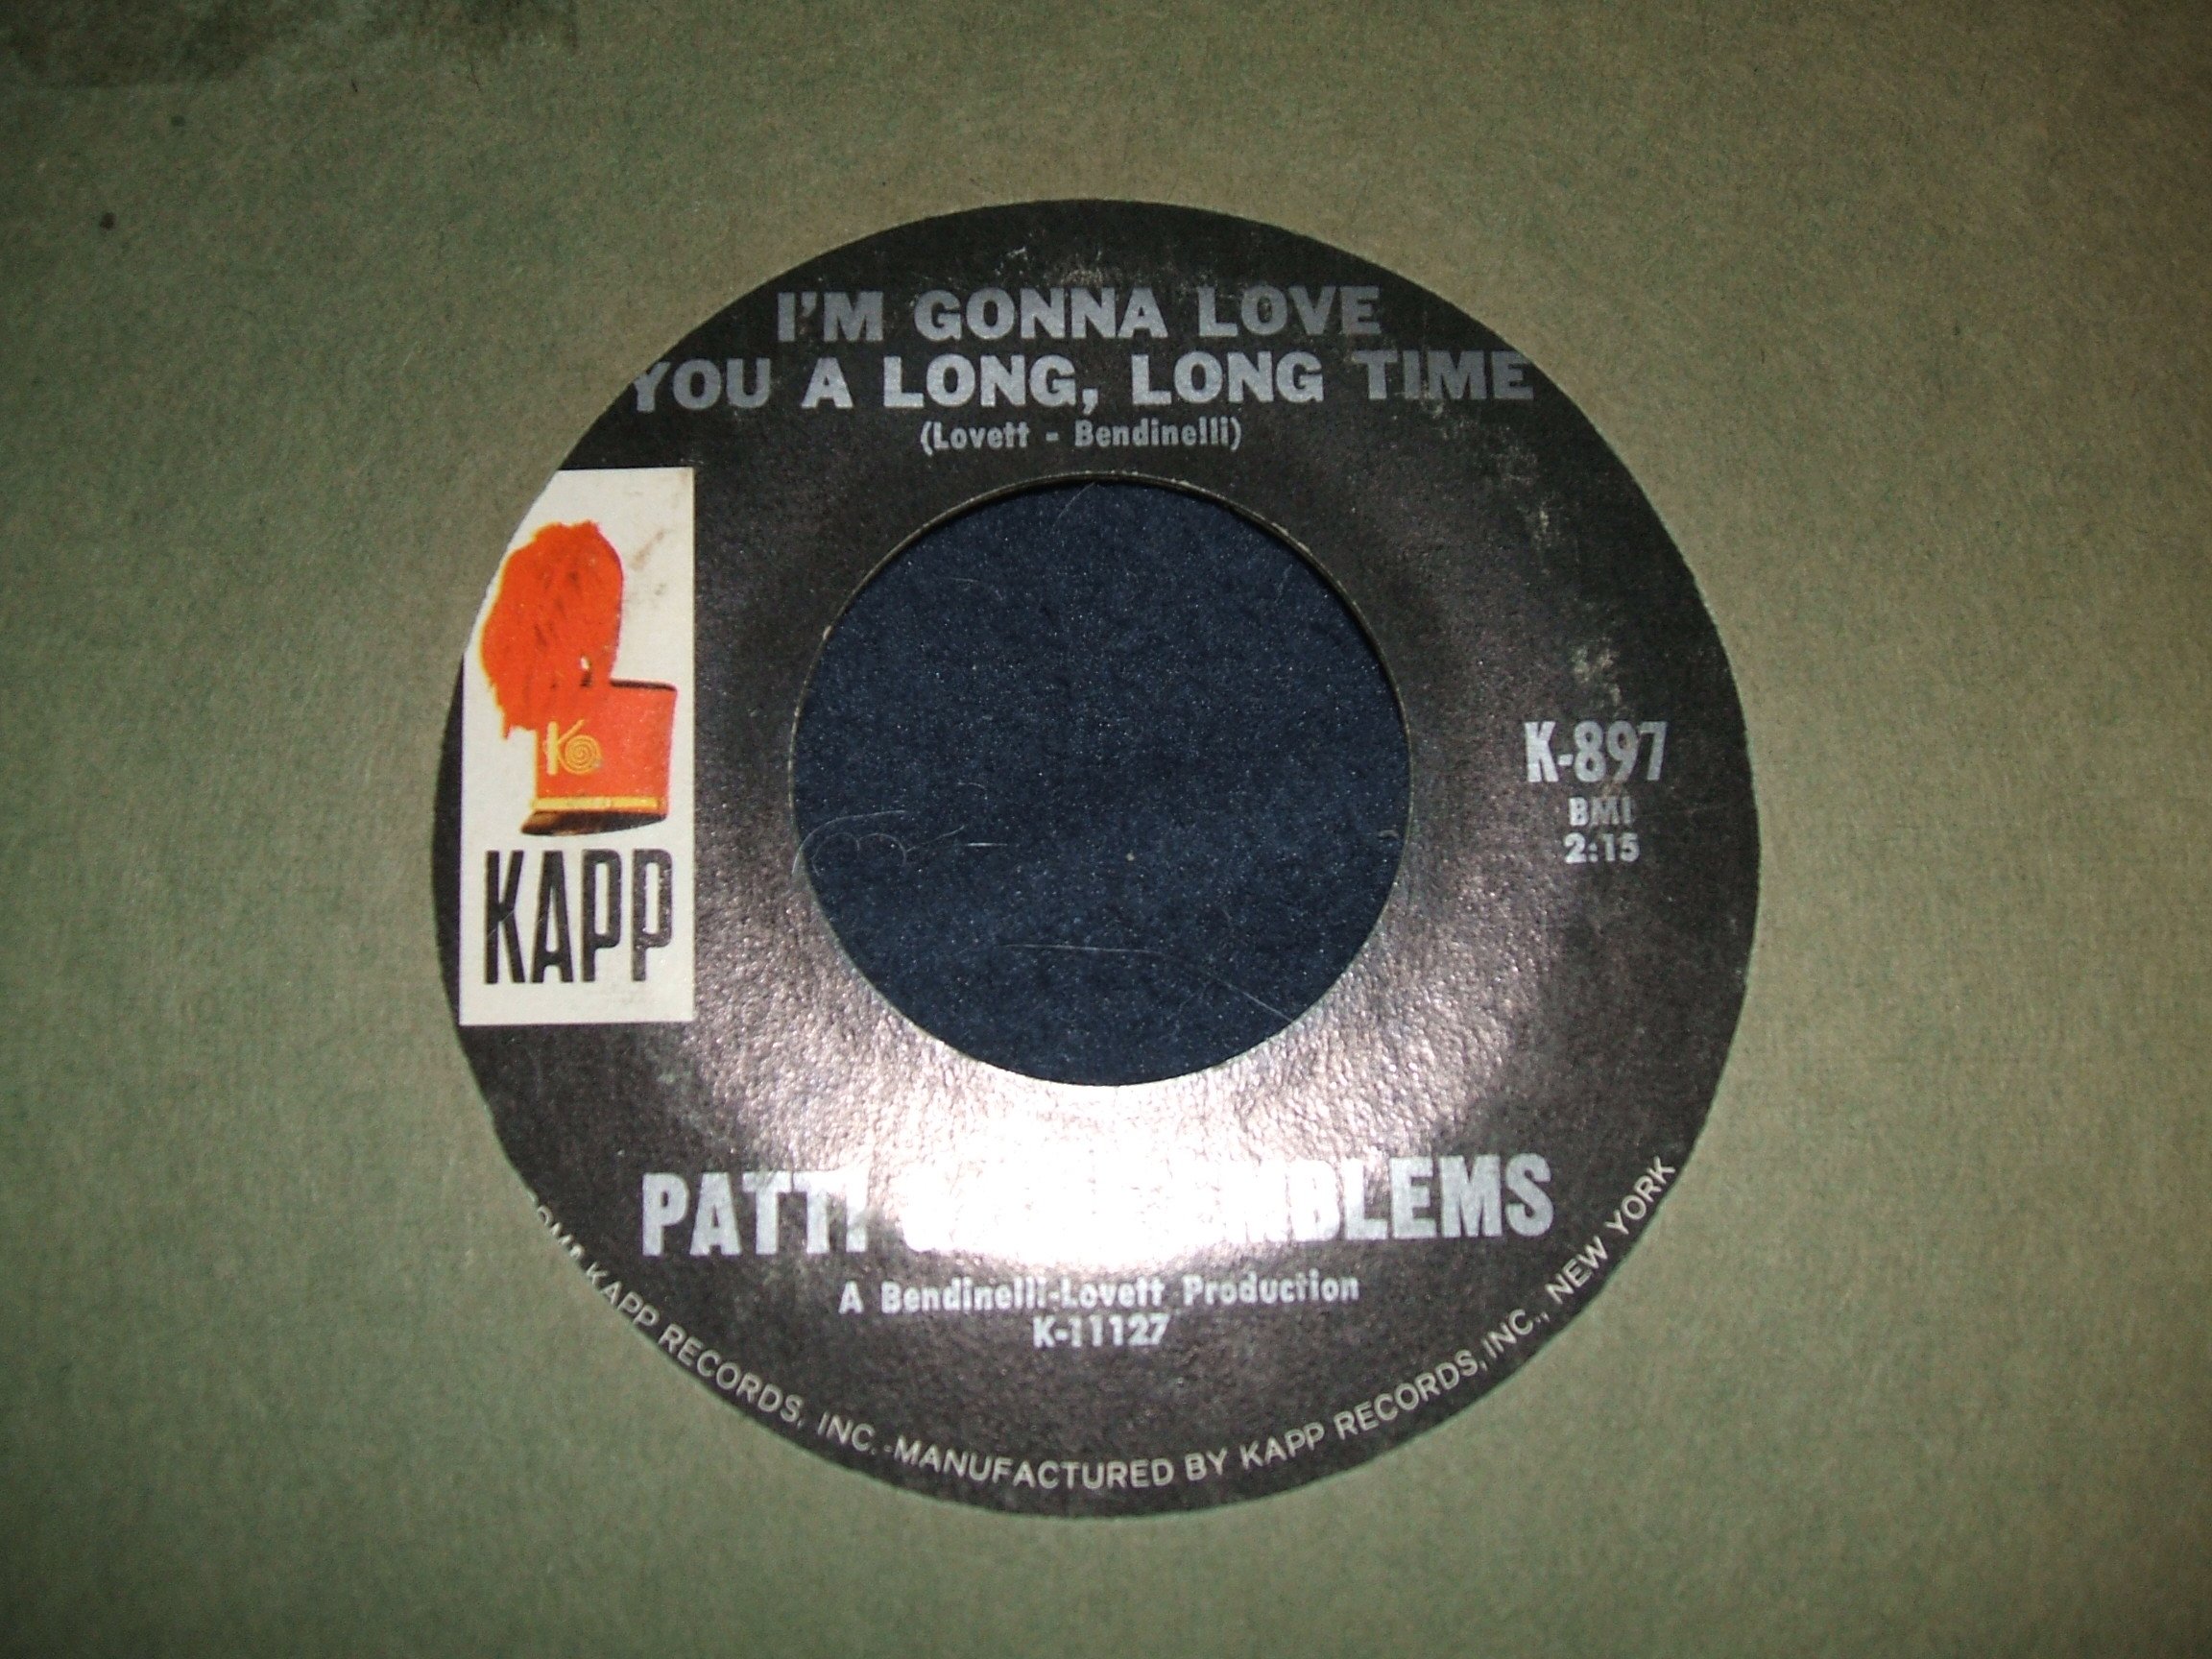 I'M GONNA LOVE
YOU A LONG, LONG TIME
(Lovett - Bendinelli)
K
KAPP
K-897
BMI
2:15
PATTI EMBLEMS
A Bendinelli-Lovett Production
K-11127
KAPP RECORDS, INC. -MANUFACTURED BY KAPP RECORDS, INC., NEW YORK